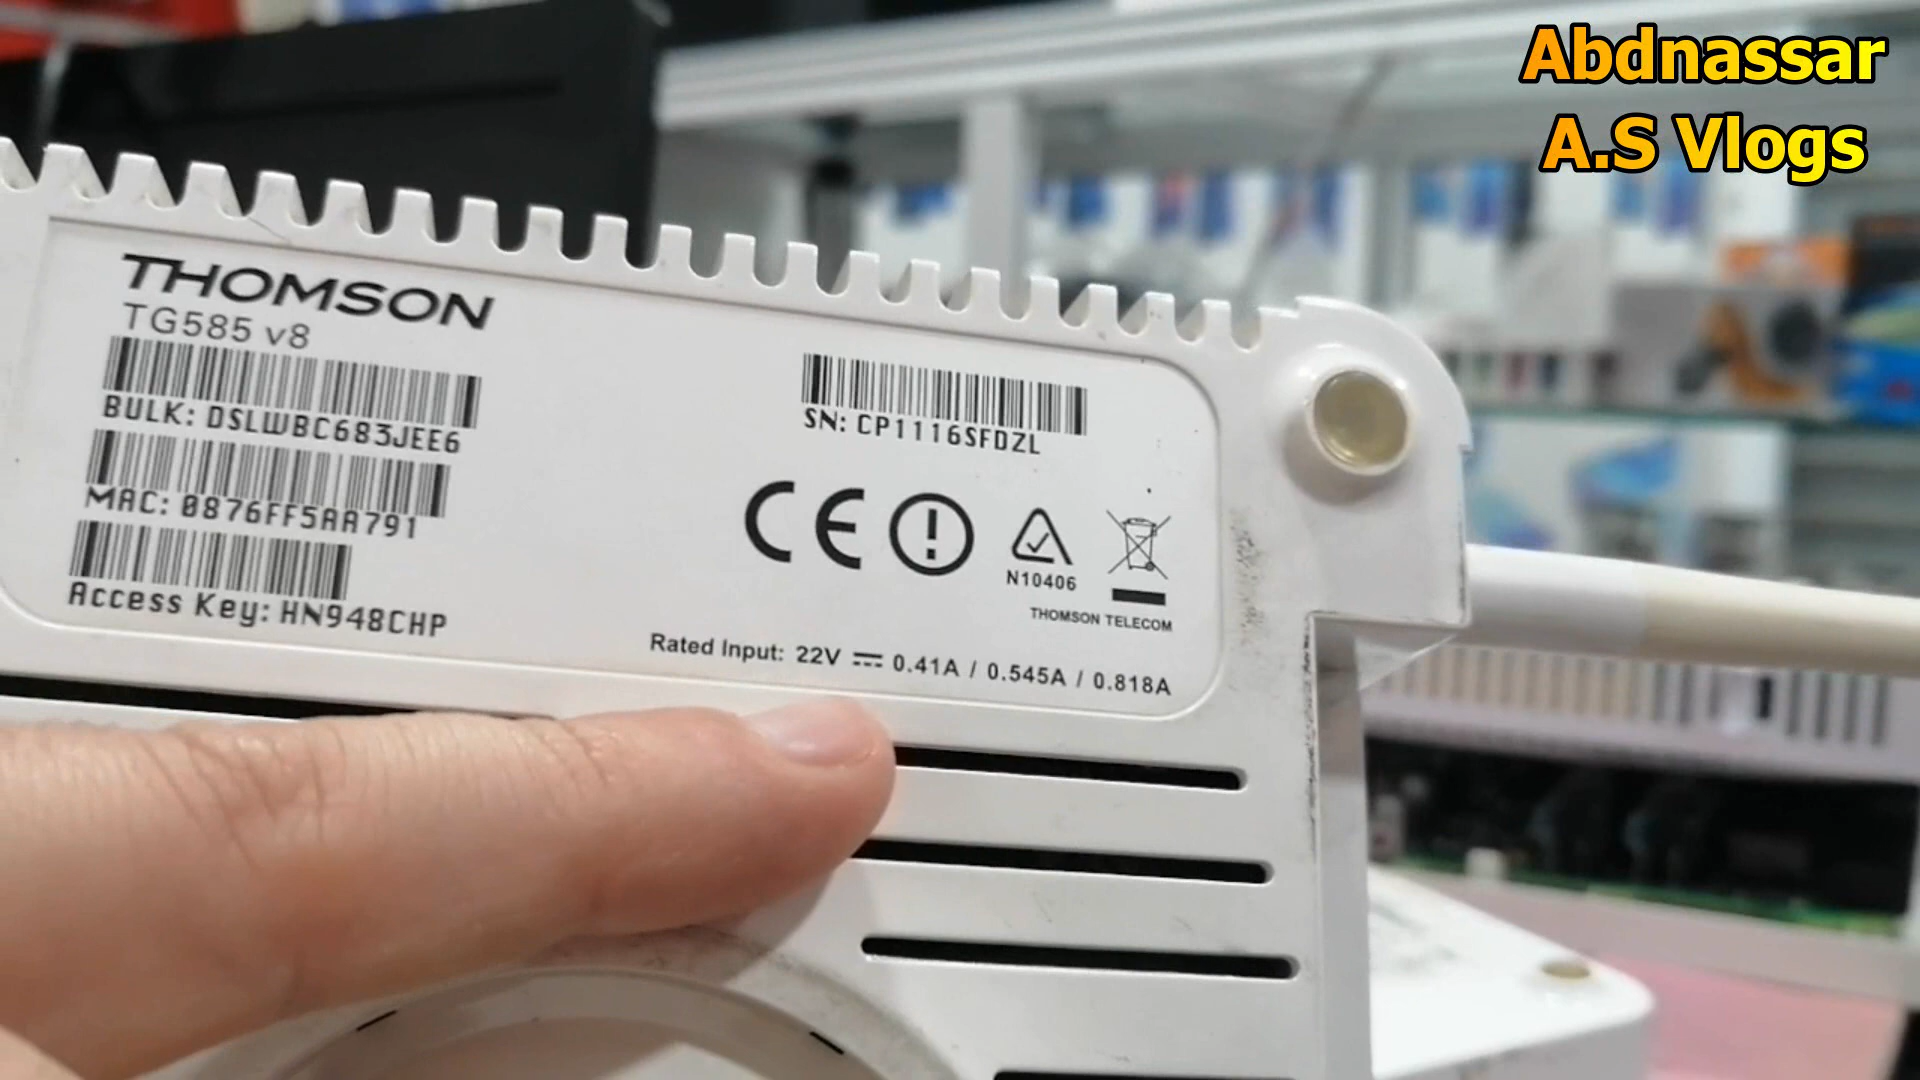 Abdnassar
A.S Vlogs
THOMSON
TG585 v8
BULK: DSLWBC683JEE6
MAC: 0876FF5AA791
Access Key: HN948CHP
SN: CP1116SFDZL
CE
N10406
THOMSON TELECOM
Rated Input: 22V ⎓ 0.41A / 0.545A / 0.818A